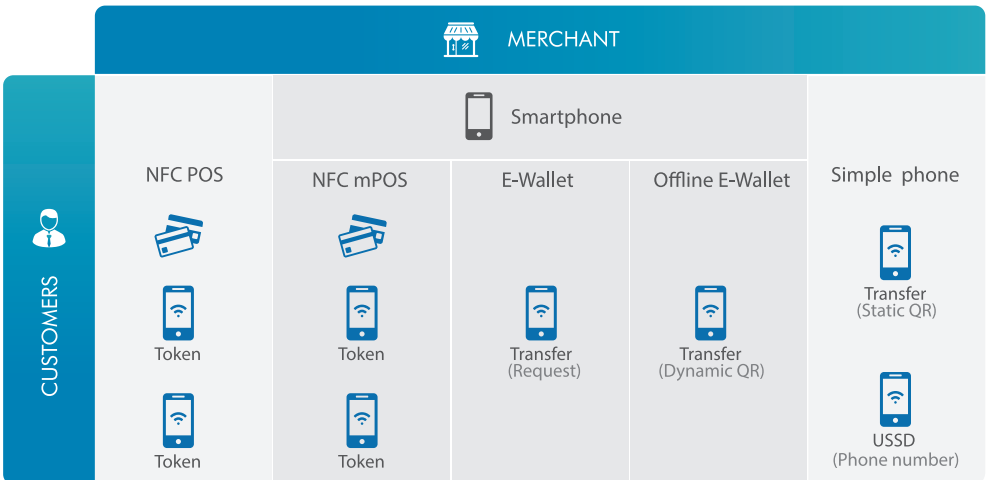 MERCHANT
CUSTOMERS
Smartphone
NFC POS
NFC mPOS
E-Wallet
Offline E-Wallet
Simple phone
Token
Token
Transfer
(Request)
Transfer
(Dynamic QR)
Transfer
(Static QR)
Token
Token
USSD
(Phone number)